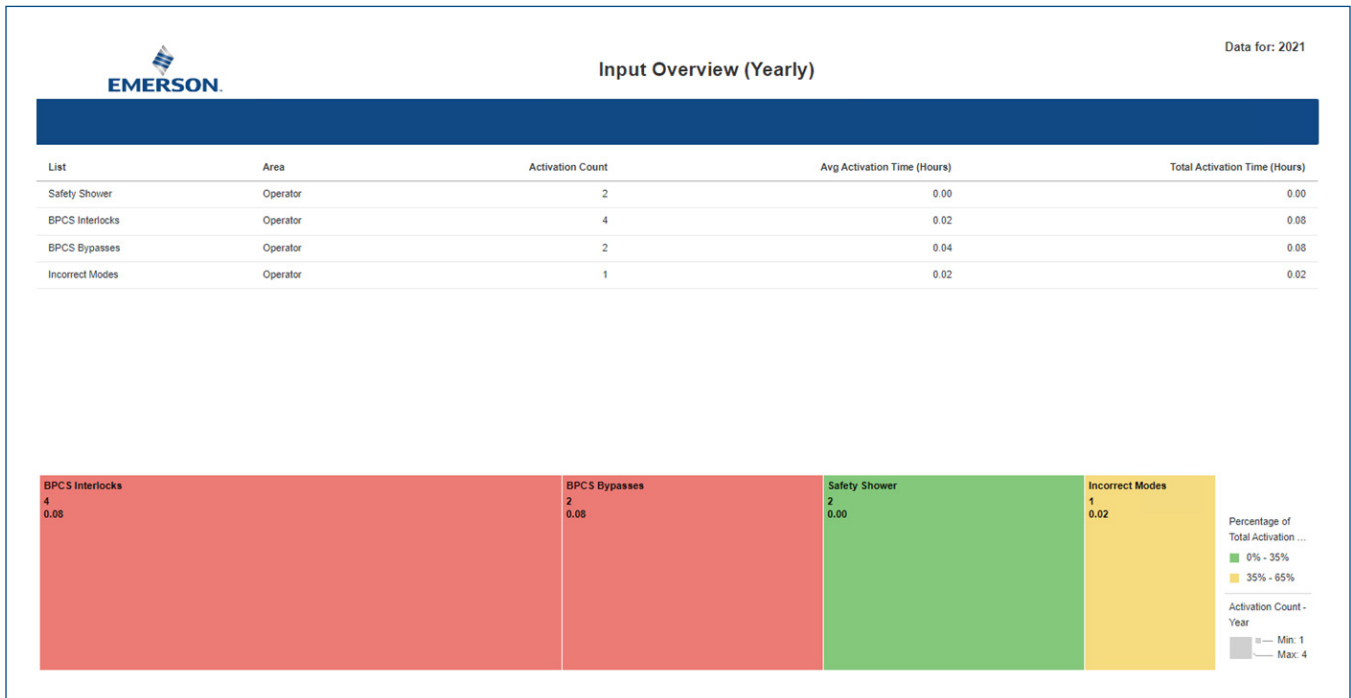 Data for: 2021
EMERSON.
Input Overview (Yearly)
List Area Activation Count Avg Activation Time (Hours) Total Activation Time (Hours)
Safety Shower Operator 2 0.00 0.00
BPCS Interlocks Operator 4 0.02 0.08
BPCS Bypasses Operator 2 0.04 0.08
Incorrect Modes Operator 1 0.02 0.02
BPCS Interlocks
4
0.08
BPCS Bypasses
2
0.08
Safety Shower
2
0.00
Incorrect Modes
1
0.02
Percentage of
Total Activation ...
0% - 35%
35% - 65%
Activation Count -
Year
Min: 1
Max: 4